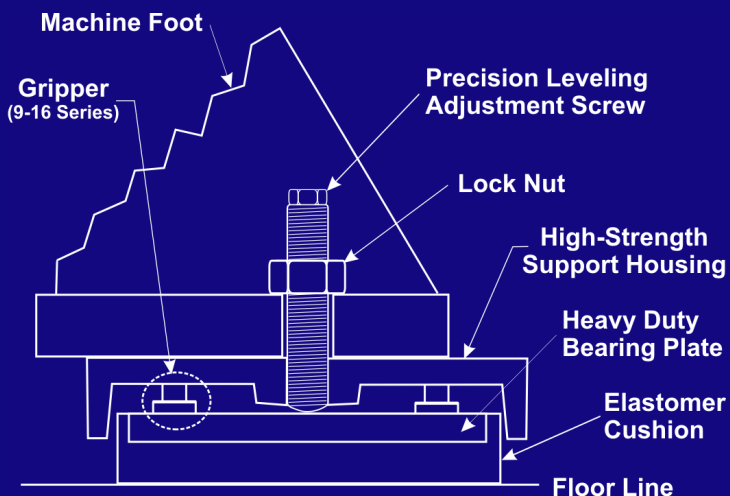 Machine Foot
Gripper
(9-16 Series)
Precision Leveling
Adjustment Screw
Lock Nut
High-Strength
Support Housing
Heavy Duty
Bearing Plate
Elastomer
Cushion
Floor Line